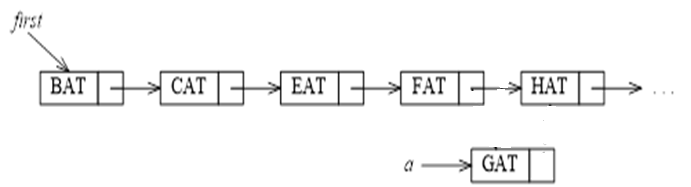 first
BAT CAT EAT FAT HAT ...
a GAT